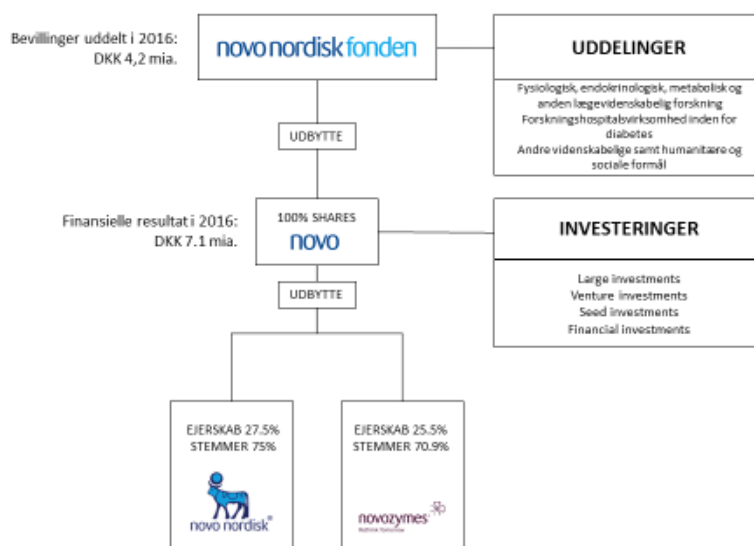 Bevillinger uddelt i 2016:
DKK 4,2 mia.
novo nordisk fonden
UDDELINGER
Fysiologisk, endokrinologisk, metabolisk og
anden lægevidenskabelig forskning
Forskningshospitalsvirksomhed inden for
diabetes
Andre videnskabelige samt humanitære og
sociale formål
UDBYTTE
Finansielle resultat i 2016:
DKK 7.1 mia.
100% SHARES
novo
INVESTERINGER
Large investments
Venture investments
Seed investments
Financial investments
UDBYTTE
EJERSKAB 27.5%
STEMMER 75%
novo nordisk®
EJERSKAB 25.5%
STEMMER 70.9%
novozymes
Rethink Tomorrow